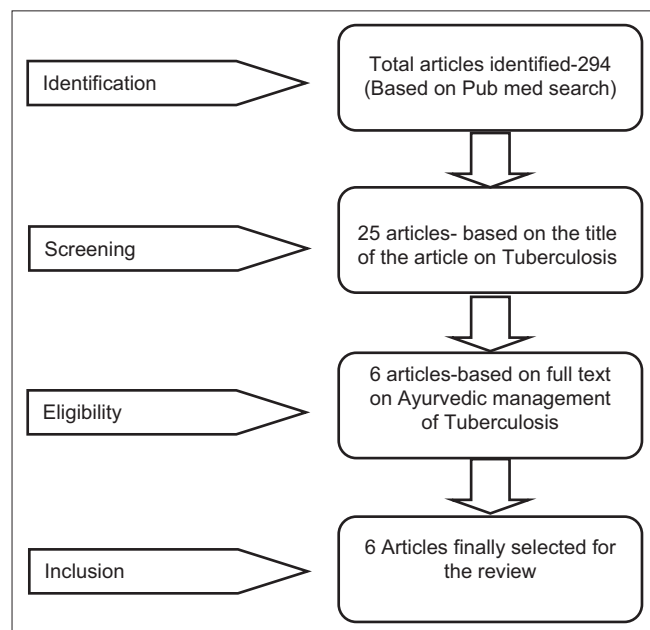 Identification
Total articles identified-294
(Based on Pub med search)
Screening
25 articles- based on the title
of the article on Tuberculosis
Eligibility
6 articles-based on full text
on Ayurvedic management
of Tuberculosis
Inclusion
6 Articles finally selected for
the review